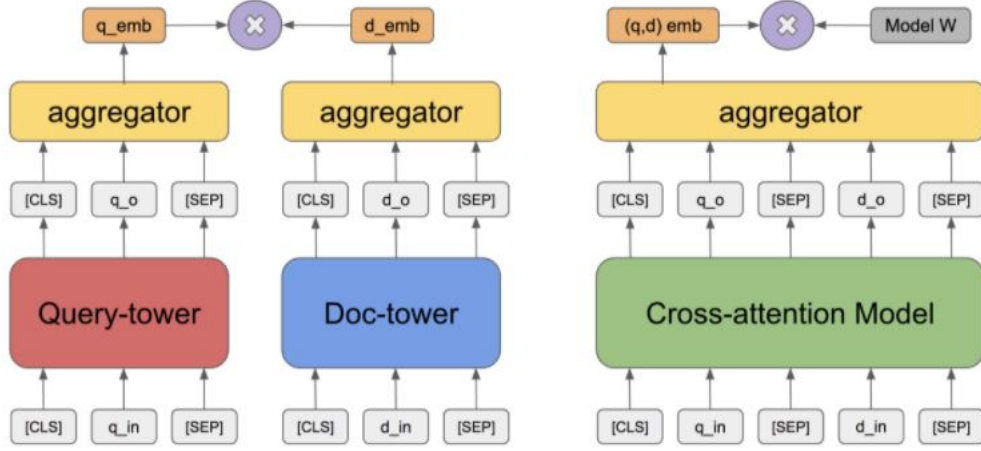 q_emb d_emb (q,d) emb Model W
aggregator aggregator aggregator
[CLS] q_o [SEP] [CLS] d_o [SEP] [CLS] q_o [SEP] d_o [SEP]
Query-tower Doc-tower Cross-attention Model
[CLS] q_in [SEP] [CLS] d_in [SEP] [CLS] q_in [SEP] d_in [SEP]